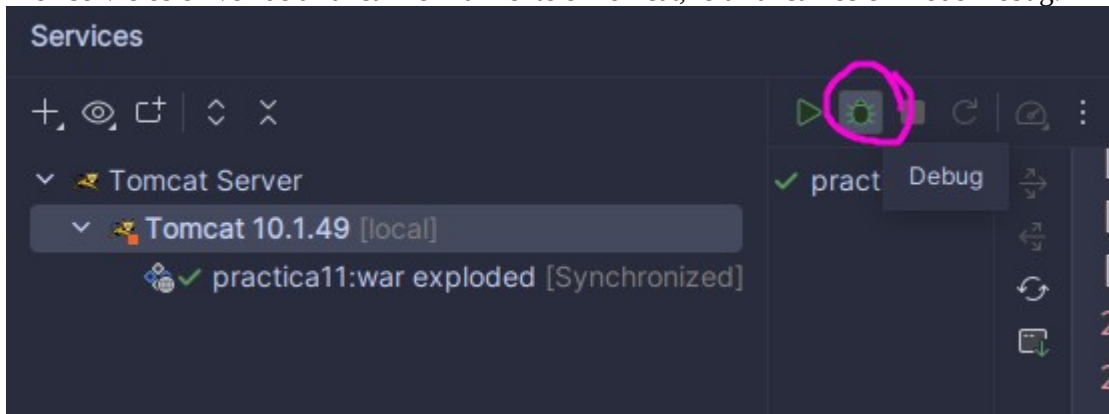 Services
Tomcat Server
Tomcat 10.1.49 [local]
practica11:war exploded [Synchronized]
pract
Debug